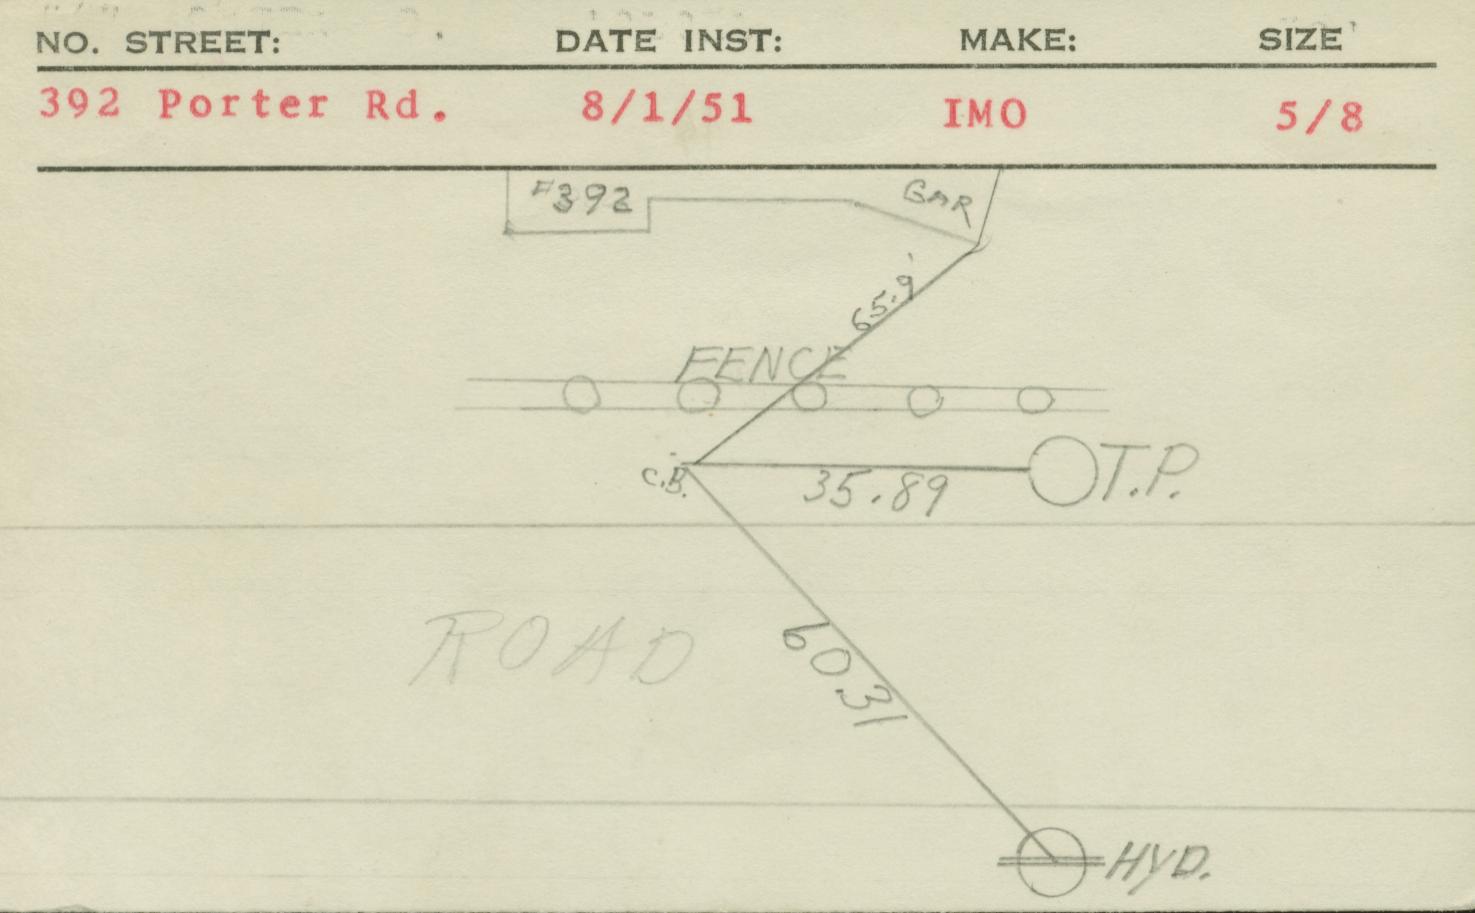 NO. STREET: DATE INST: MAKE: SIZE
392 Porter Rd. 8/1/51 IMO 5/8
#392 GAR
65.9'
FENCE
C.B. 35.89 T.P.
ROAD 60.31
HYD.